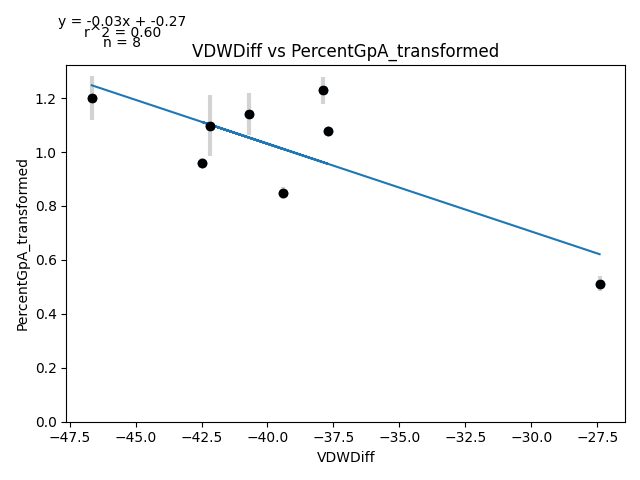 y = -0.03x + -0.27
r^2 = 0.60
n = 8
VDWDiff vs PercentGpA_transformed
1.2
1.0
0.8
0.6
0.4
0.2
0.0
PercentGpA_transformed
−47.5 −45.0 −42.5 −40.0 −37.5 −35.0 −32.5 −30.0 −27.5
VDWDiff